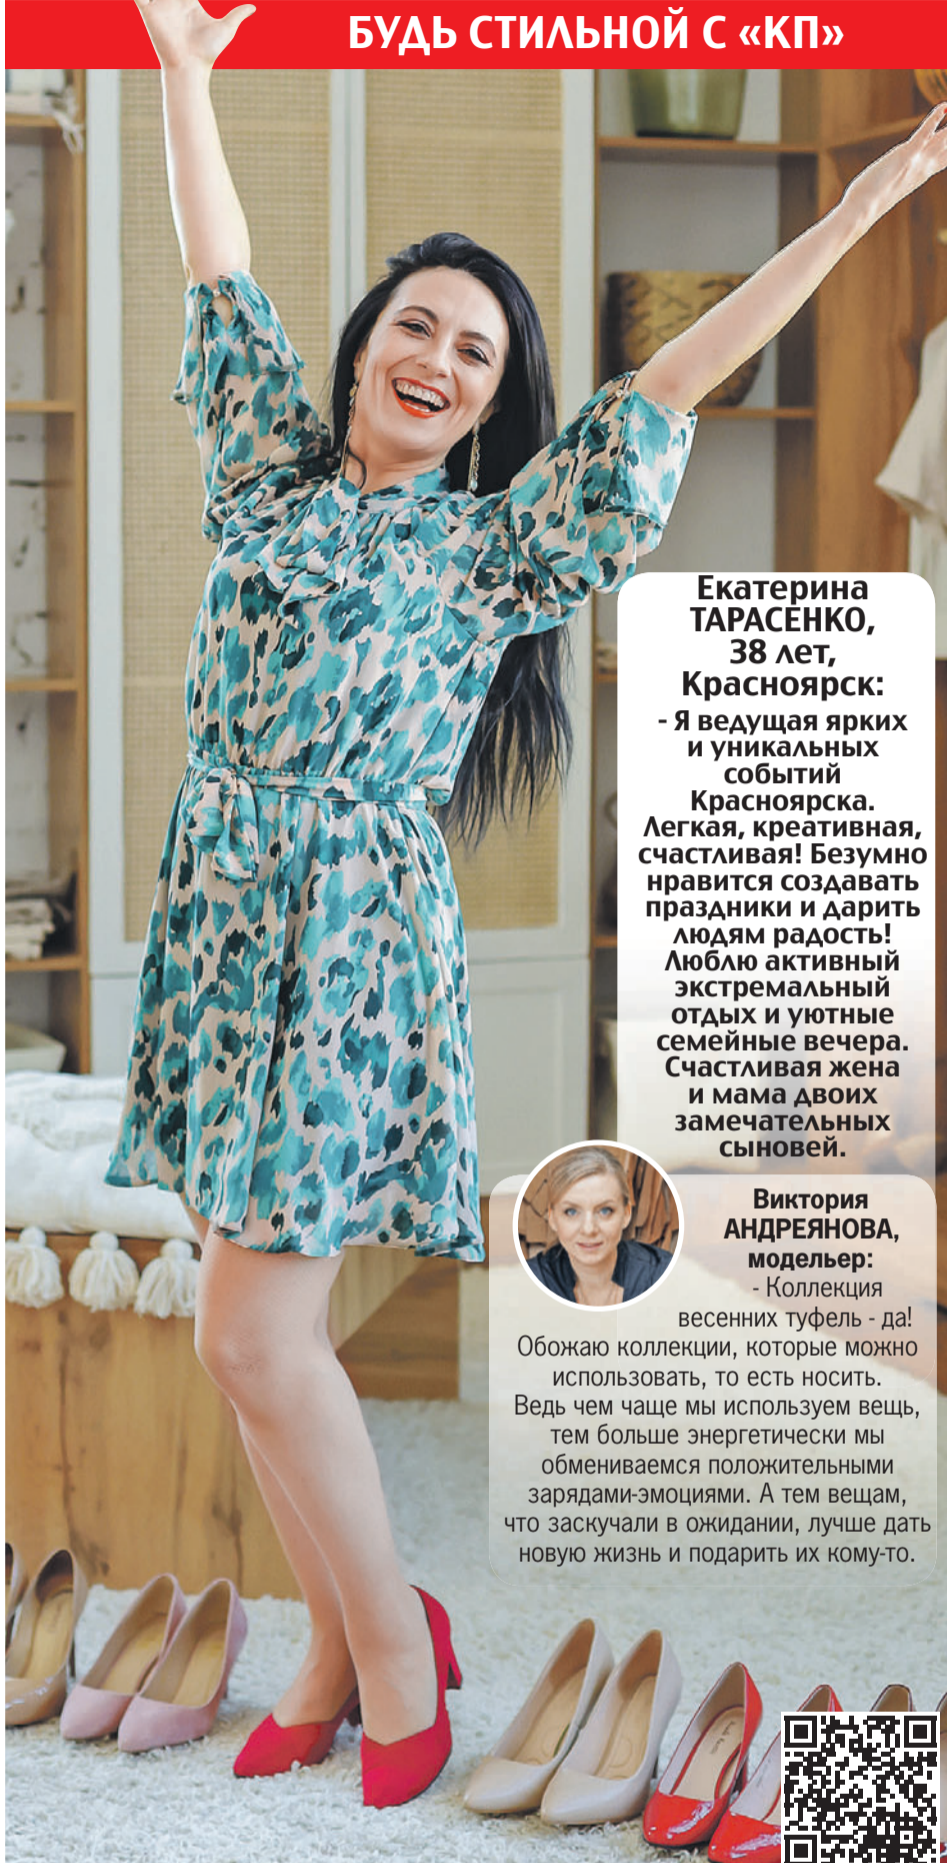 БУДЬ СТИЛЬНОЙ С «КП»
Екатерина
ТАРАСЕНКО,
38 лет,
Красноярск:
- Я ведущая ярких
и уникальных
событий
Красноярска.
Легкая, креативная,
счастливая! Безумно
нравится создавать
праздники и дарить
людям радость!
Люблю активный
экстремальный
отдых и уютные
семейные вечера.
Счастливая жена
и мама двоих
замечательных
сыновей.
Виктория
АНДРЕЯНОВА,
модельер:
- Коллекция
весенних туфель - да!
Обожаю коллекции, которые можно
использовать, то есть носить.
Ведь чем чаще мы используем вещь,
тем больше энергетически мы
обмениваемся положительными
зарядами-эмоциями. А тем вещам,
что заскучали в ожидании, лучше дать
новую жизнь и подарить их кому-то.